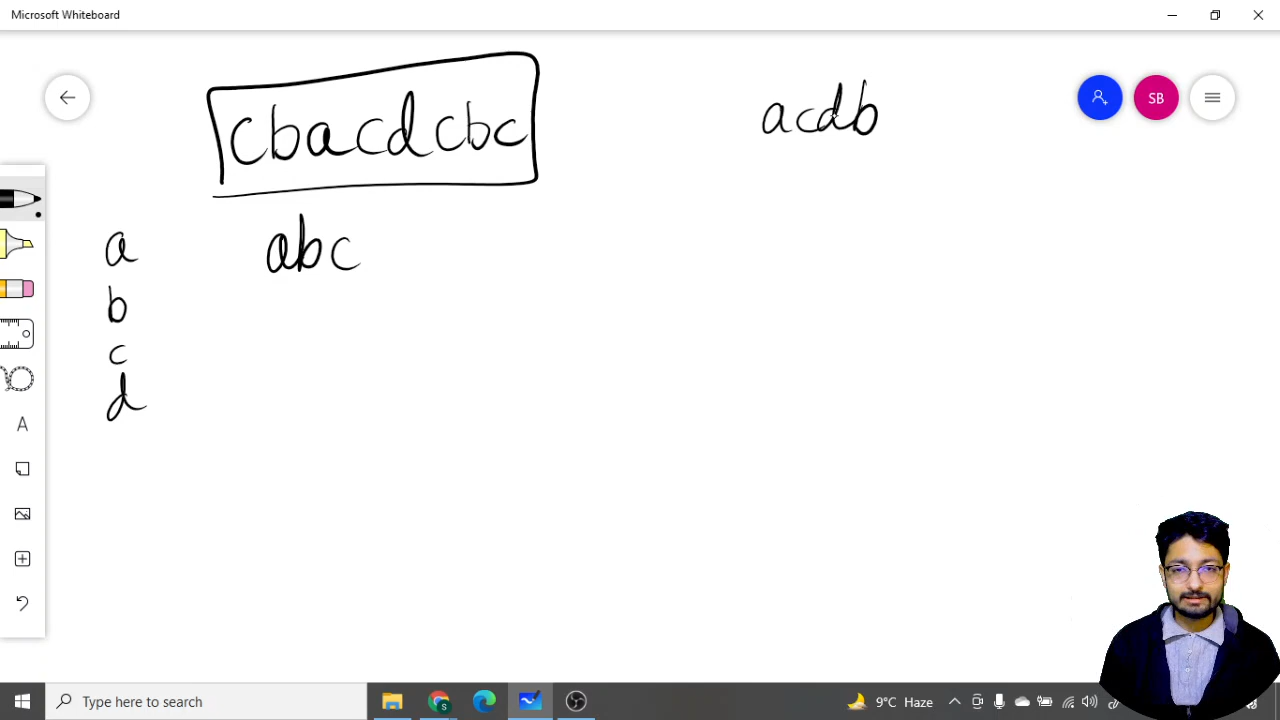 Microsoft Whiteboard
cbacdcbc
acdb
SB
a
abc
b
c
d
A
Type here to search
9°C Haze